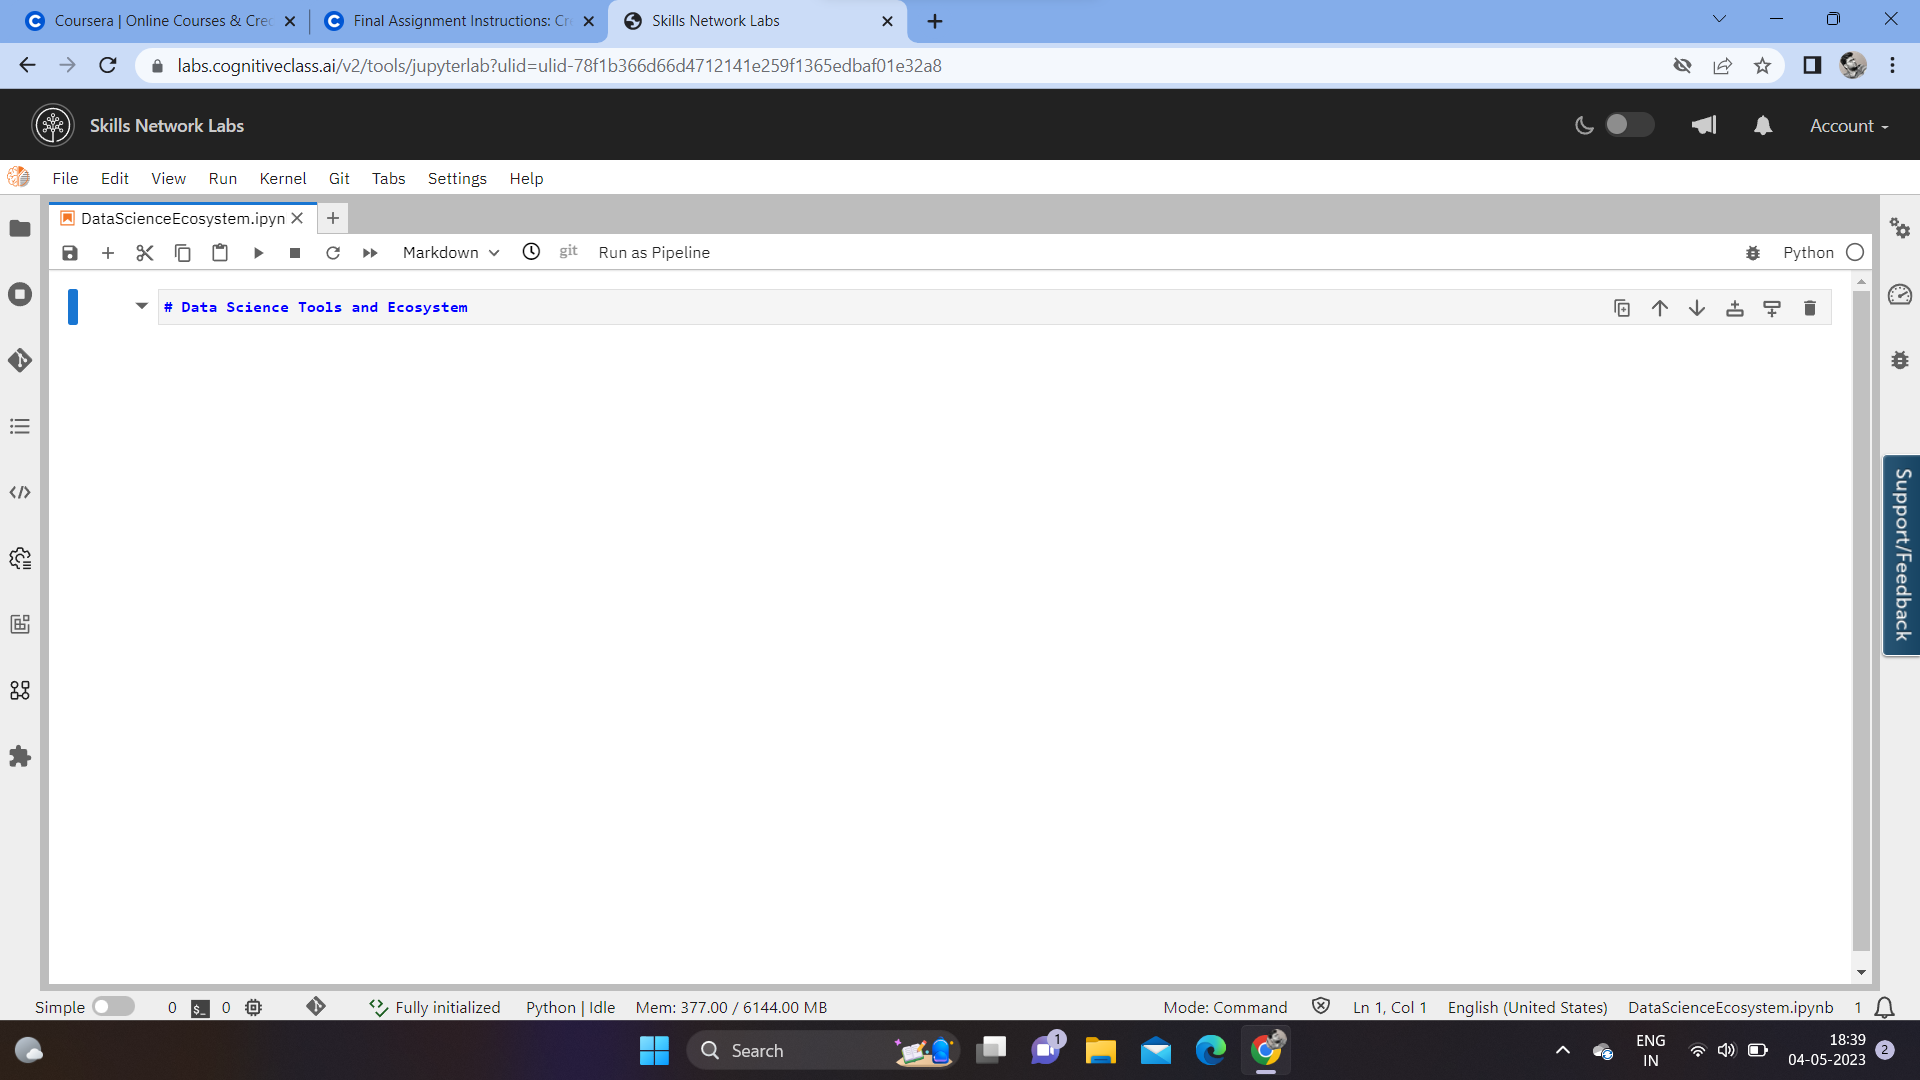 Coursera | Online Courses & Cre
Final Assignment Instructions: Cr
Skills Network Labs
labs.cognitiveclass.ai/v2/tools/jupyterlab?ulid=ulid-78f1b366d66d4712141e259f1365edbaf01e32a8
Skills Network Labs
Account
File Edit View Run Kernel Git Tabs Settings Help
DataScienceEcosystem.ipyn
Markdown git Run as Pipeline Python
# Data Science Tools and Ecosystem
Support/Feedback
Simple 0 $_ 0 Fully initialized Python | Idle Mem: 377.00 / 6144.00 MB Mode: Command Ln 1, Col 1 English (United States) DataScienceEcosystem.ipynb 1
Search
1
ENG
IN
18:39
04-05-2023
2